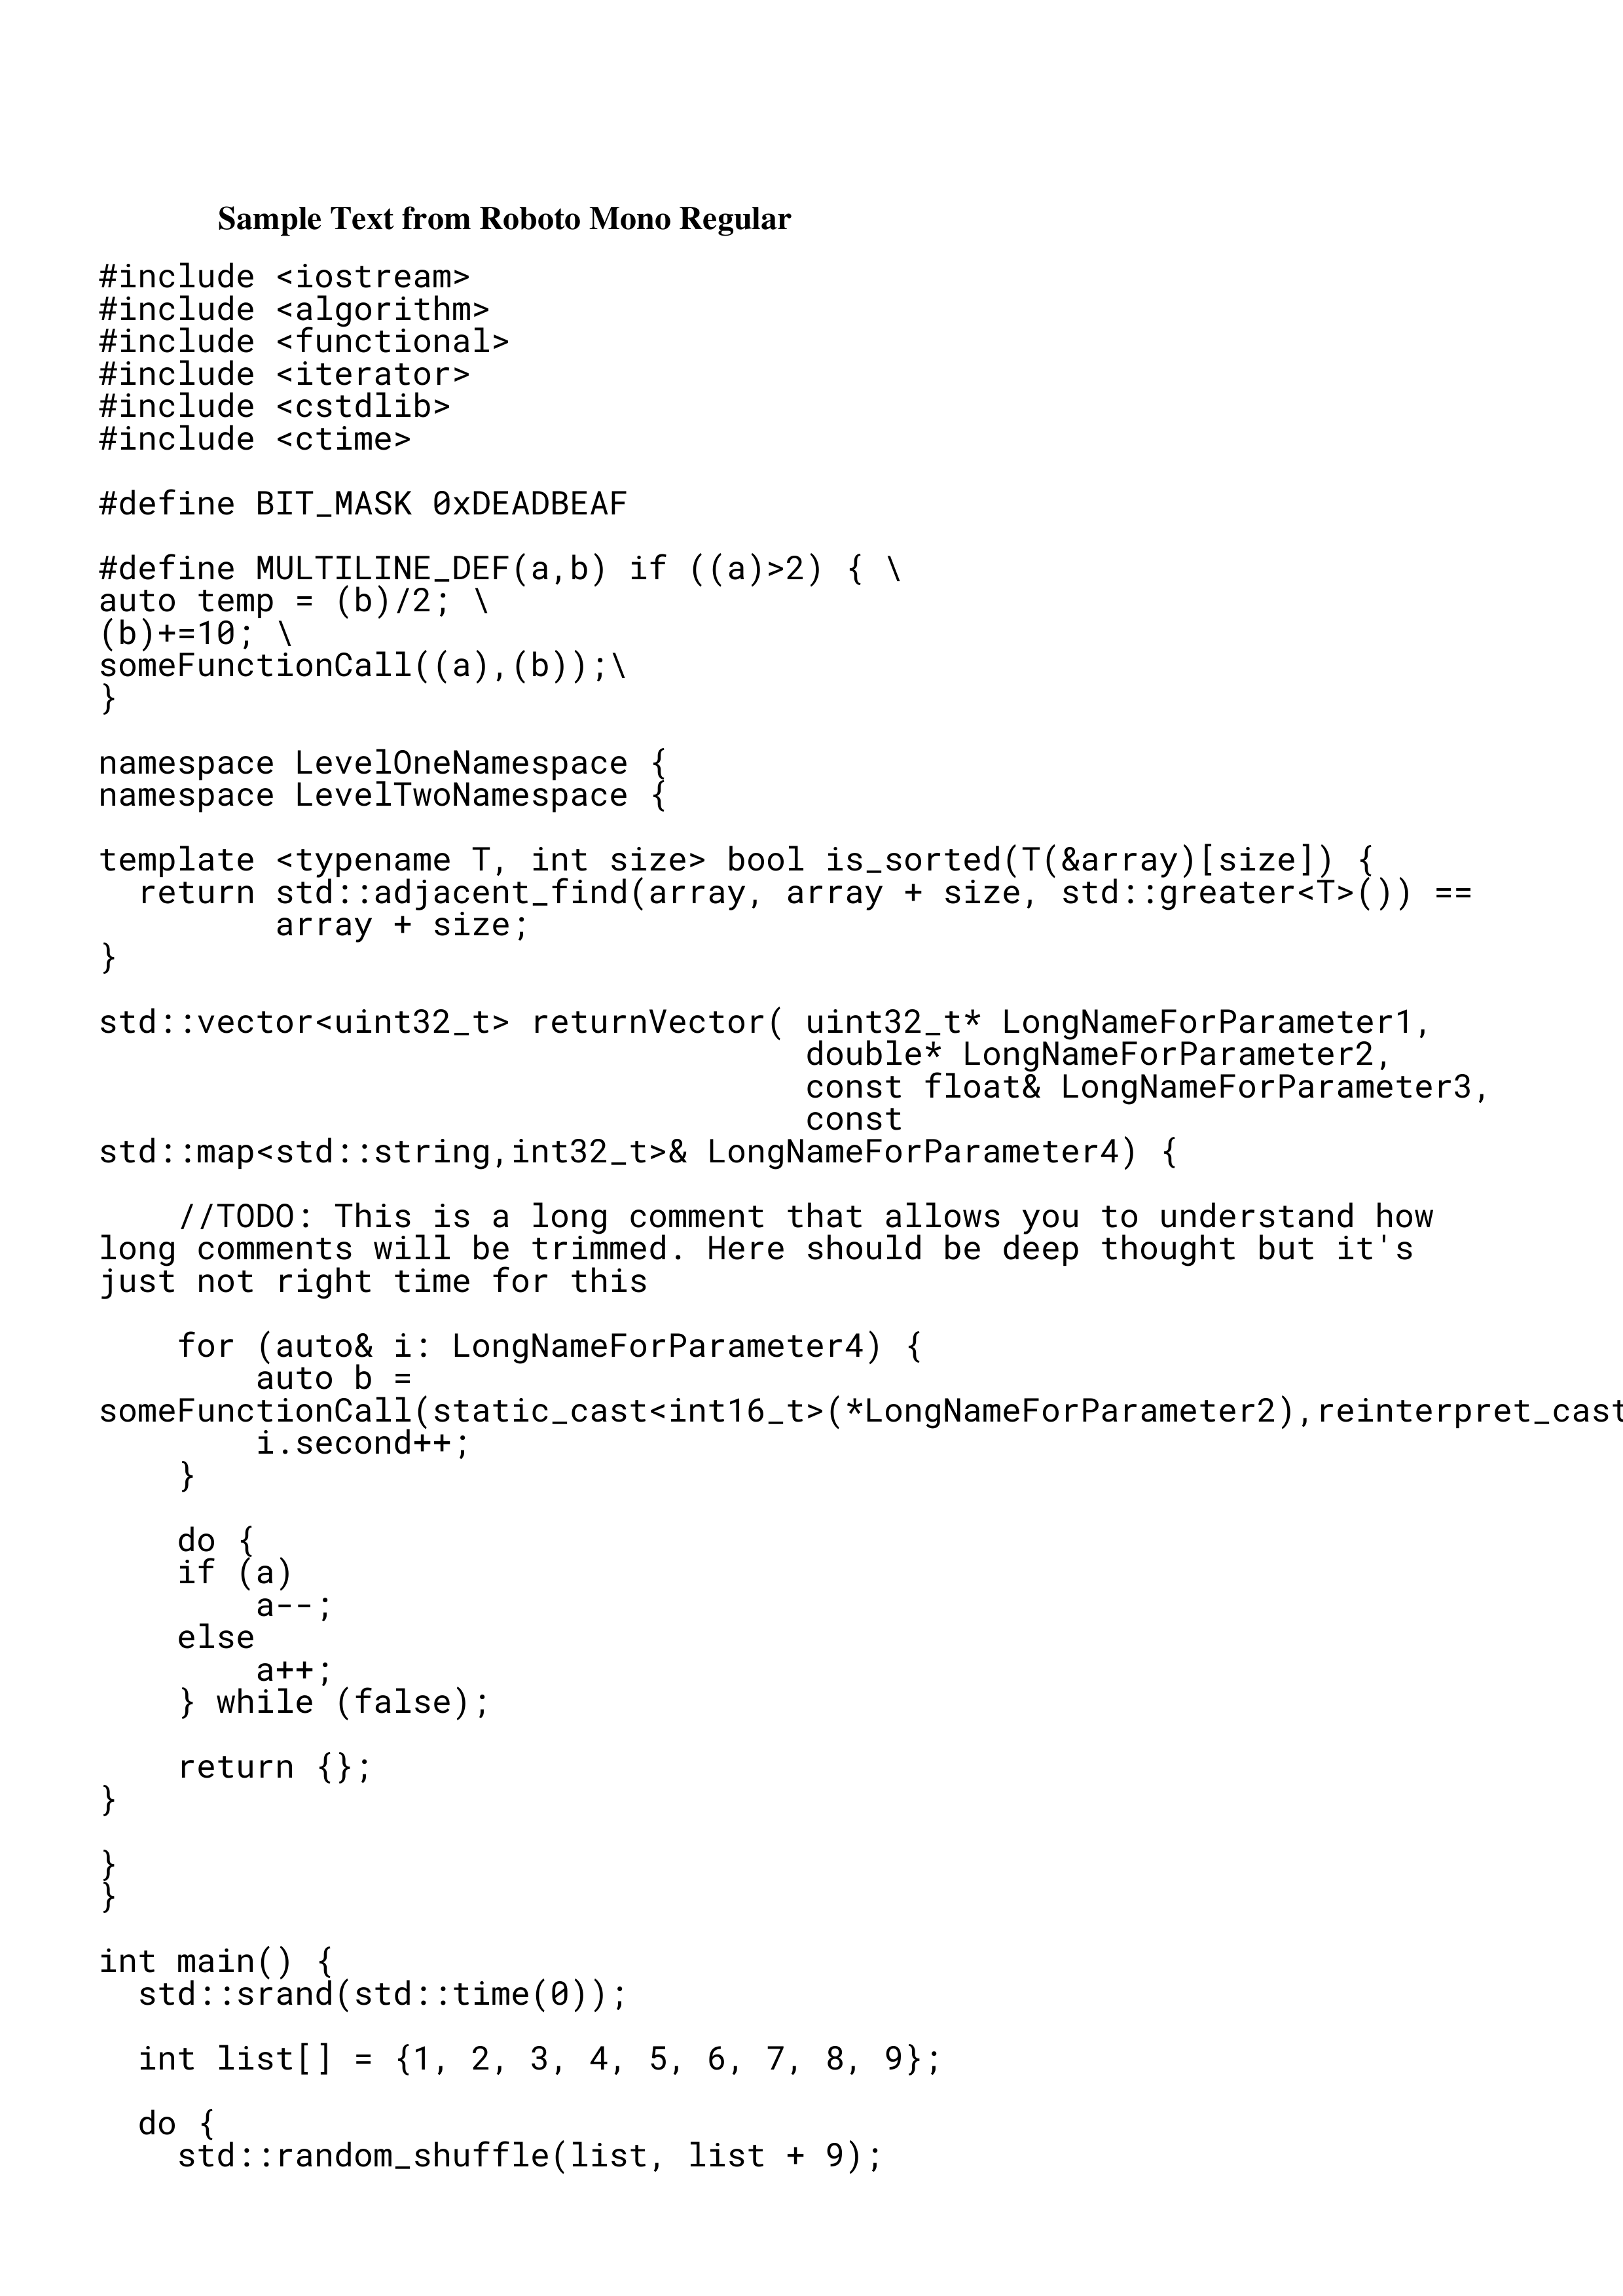 Sample Text from Roboto Mono Regular
#include <iostream>
#include <algorithm>
#include <functional>
#include <iterator>
#include <cstdlib>
#include <ctime>

#define BIT_MASK 0xDEADBEAF

#define MULTILINE_DEF(a,b) if ((a)>2) { \
auto temp = (b)/2; \
(b)+=10; \
someFunctionCall((a),(b));\
}

namespace LevelOneNamespace {
namespace LevelTwoNamespace {

template <typename T, int size> bool is_sorted(T(&array)[size]) {
  return std::adjacent_find(array, array + size, std::greater<T>()) ==
         array + size;
}

std::vector<uint32_t> returnVector( uint32_t* LongNameForParameter1,
                                    double* LongNameForParameter2,
                                    const float& LongNameForParameter3,
                                    const
std::map<std::string,int32_t>& LongNameForParameter4) {

    //TODO: This is a long comment that allows you to understand how
long comments will be trimmed. Here should be deep thought but it's
just not right time for this

    for (auto& i: LongNameForParameter4) {
        auto b =
someFunctionCall(static_cast<int16_t>(*LongNameForParameter2),reinterpret_cast
        i.second++;
    }

    do {
    if (a)
        a--;
    else
        a++;
    } while (false);

    return {};
}

}
}

int main() {
  std::srand(std::time(0));

  int list[] = {1, 2, 3, 4, 5, 6, 7, 8, 9};

  do {
    std::random_shuffle(list, list + 9);